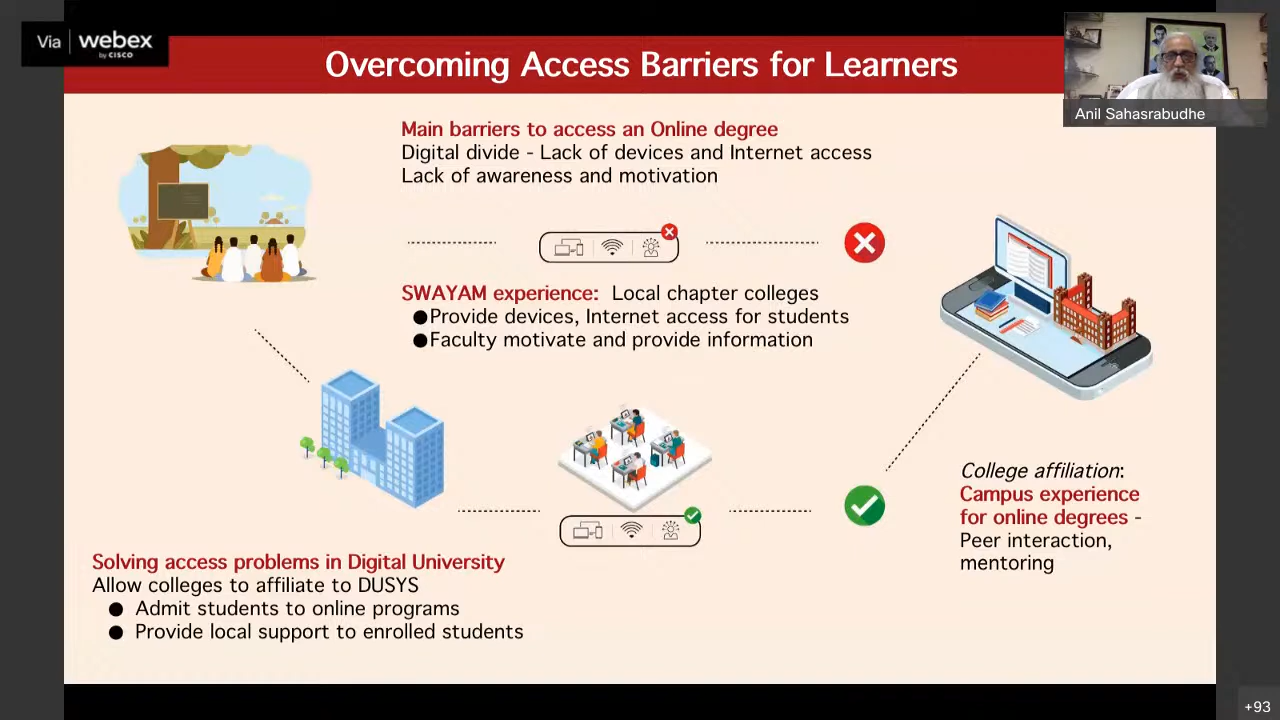 Via webex
by CISCO
Overcoming Access Barriers for Learners
Anil Sahasrabudhe
Main barriers to access an Online degree
Digital divide - Lack of devices and Internet access
Lack of awareness and motivation
SWAYAM experience: Local chapter colleges
●Provide devices, Internet access for students
●Faculty motivate and provide information
College affiliation:
Campus experience
for online degrees -
Peer interaction,
mentoring
Solving access problems in Digital University
Allow colleges to affiliate to DUSYS
● Admit students to online programs
● Provide local support to enrolled students
+93